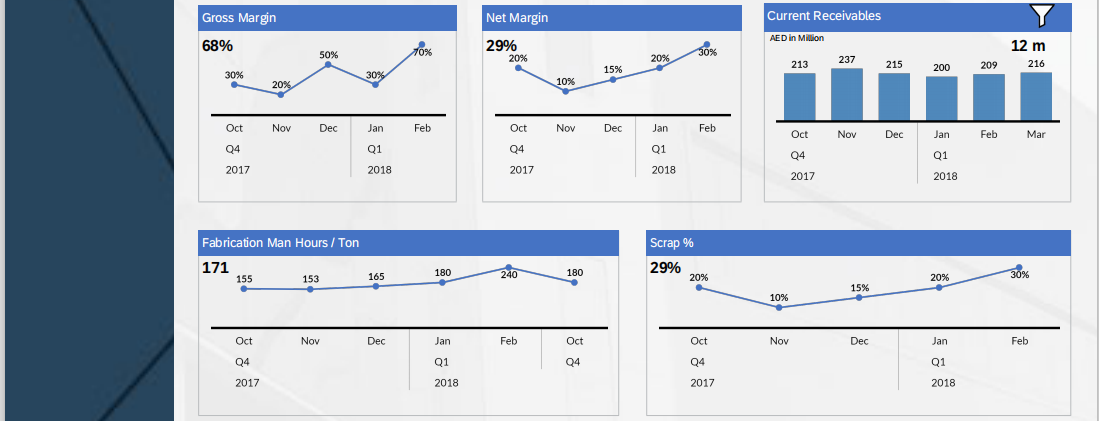 Gross Margin
68%
30%
20%
50%
30%
70%
Oct Nov Dec Jan Feb
Q4 Q1
2017 2018
Net Margin
29%
20%
10%
15%
20%
30%
Oct Nov Dec Jan Feb
Q4 Q1
2017 2018
Current Receivables
AED in Million
12 m
213 237 215 200 209 216
Oct Nov Dec Jan Feb Mar
Q4 Q1
2017 2018
Fabrication Man Hours / Ton
171
155 153 165 180 240 180
Oct Nov Dec Jan Feb Oct
Q4 Q1 Q4
2017 2018
Scrap %
29%
20%
10%
15%
20%
30%
Oct Nov Dec Jan Feb
Q4 Q1
2017 2018